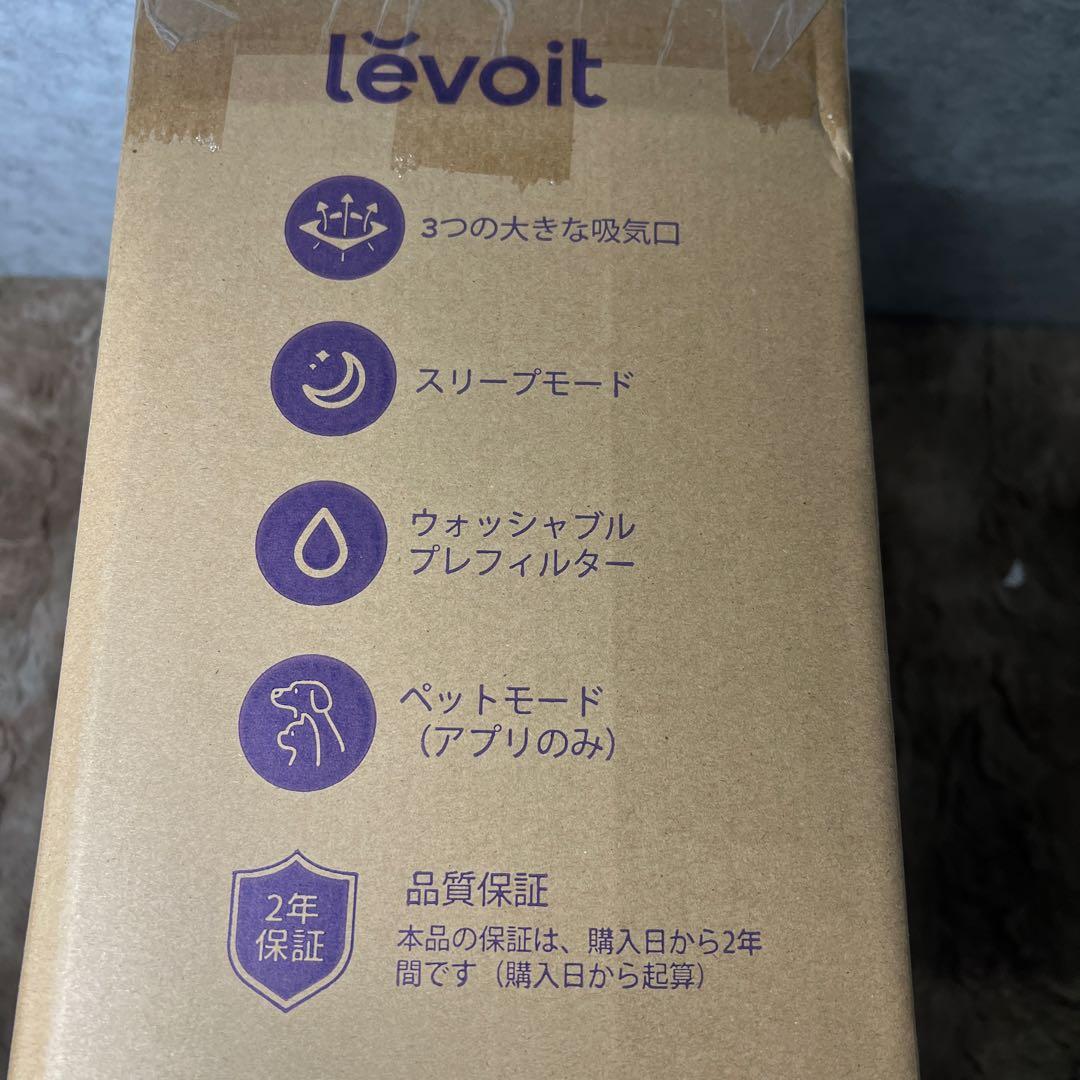 levoit
3つの大きな吸気口
スリープモード
ウォッシャブル
プレフィルター
ペットモード
（アプリのみ）
2年
保証
品質保証
本品の保証は、購入日から2年
間です（購入日から起算）